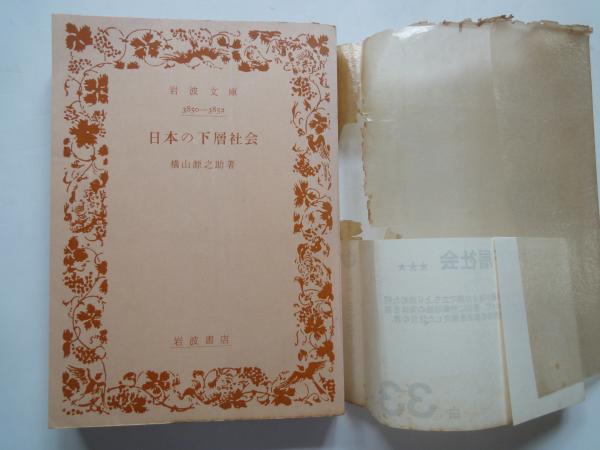 岩波文庫
3850—3852
日本の下層社会
横山源之助著
岩波書店
層社会
★★★
33
白